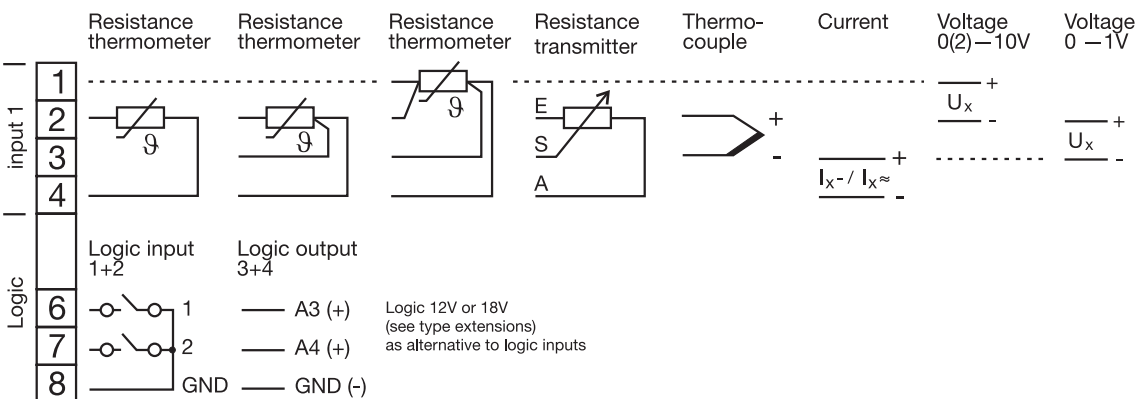 Resistance thermometer
Resistance thermometer
Resistance thermometer
Resistance transmitter
Thermo-couple
Current
Voltage 0(2)—10V
Voltage 0 —1V
input 1
1
2
3
4
ϑ
ϑ
ϑ
E
S
A
+
-
+
Ix- / Ix≈
-
+
Ux
-
+
Ux
-
Logic
Logic input
1+2
Logic output
3+4
6
7
8
1
2
GND
A3 (+)
A4 (+)
GND (-)
Logic 12V or 18V
(see type extensions)
as alternative to logic inputs